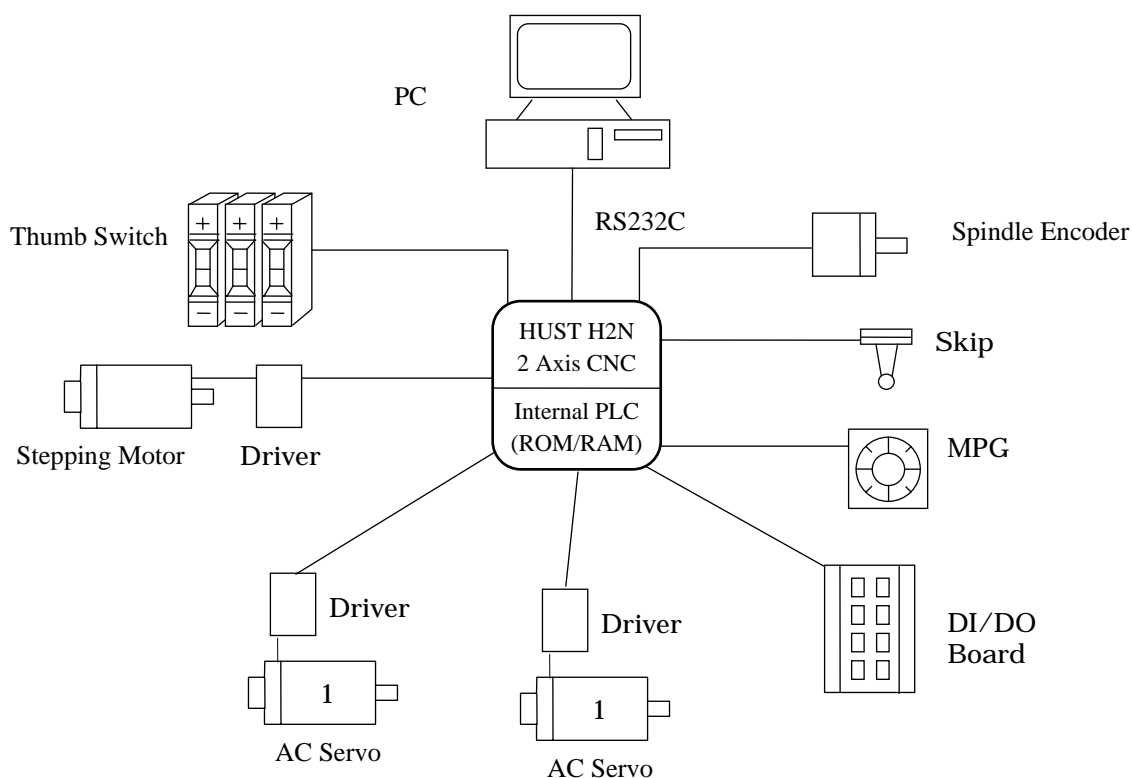 PC
RS232C
Thumb Switch
+ + +
− − −
Spindle Encoder
HUST H2N
2 Axis CNC
Internal PLC
(ROM/RAM)
Skip
Stepping Motor
Driver
MPG
Driver
1
AC Servo
Driver
1
AC Servo
DI/DO
Board